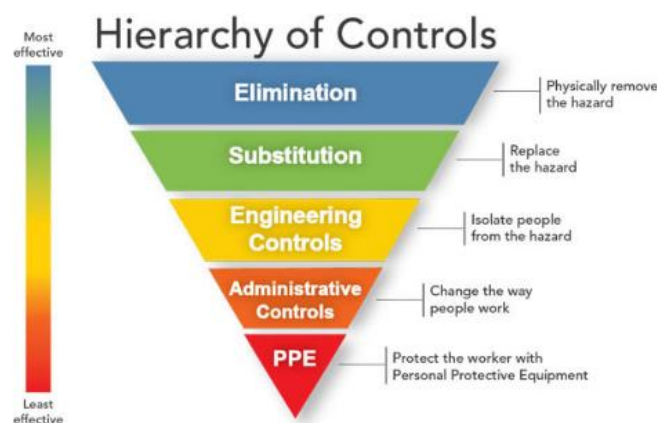 Hierarchy of Controls
Most
effective
Elimination
Physically remove
the hazard
Substitution
Replace
the hazard
Engineering
Controls
Isolate people
from the hazard
Administrative
Controls
Change the way
people work
PPE
Protect the worker with
Personal Protective Equipment
Least
effective